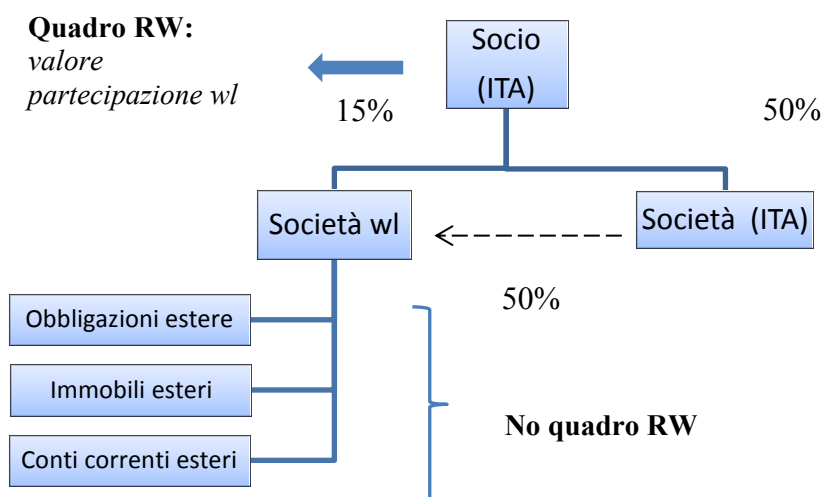 Quadro RW:
valore
partecipazione wl
Socio
(ITA)
15%
50%
Società wl
Società (ITA)
50%
Obbligazioni estere
Immobili esteri
Conti correnti esteri
No quadro RW